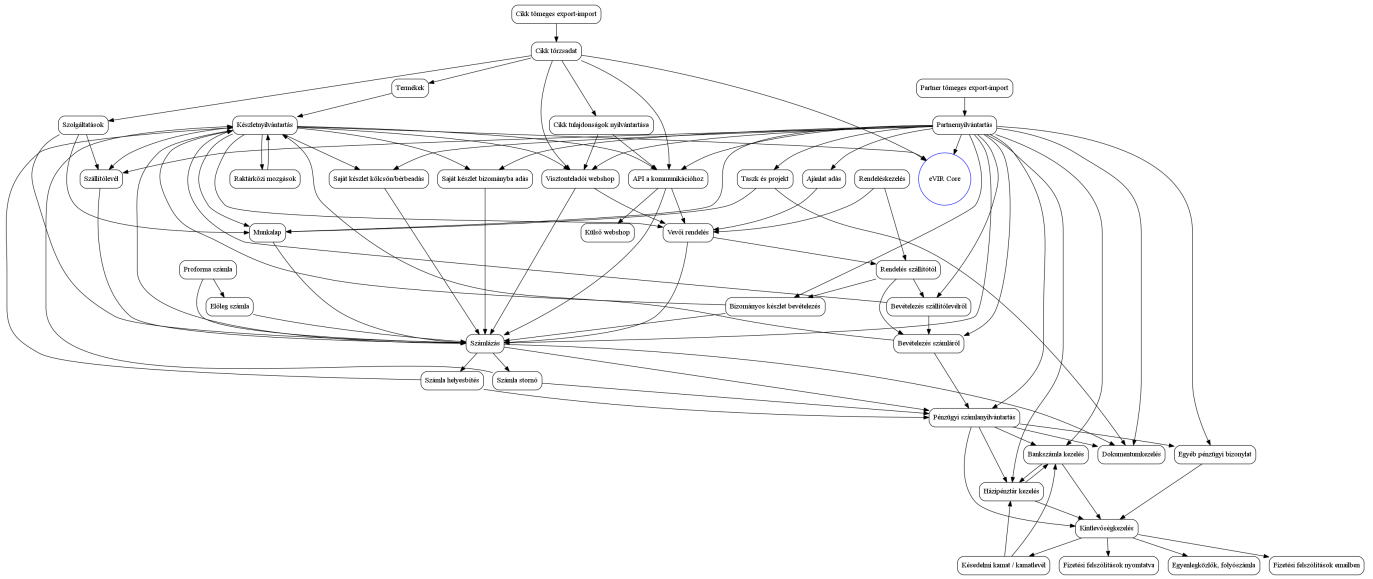 Cikk tömeges export-import
Cikk törzsadat
Termékek
Partner tömeges export-import
Szolgáltatások
Készletnyilvántartás
Cikk tulajdonságok nyilvántartása
Partnernyilvántartás
Szállítólevél
Raktárközi mozgások
Saját készlet kölcsön/bérbeadás
Saját készlet bizományba adás
Viszonteladói webshop
API a kommunikációhoz
Taszk és projekt
Ajánlat adás
Rendeléskezelés
eVIR Core
Munkalap
Külső webshop
Vevői rendelés
Proforma számla
Rendelés szállítótól
Előleg számla
Bizományos készlet bevételezés
Bevételezés szállítólevélről
Számlázás
Bevételezés számláról
Számla helyesbítés
Számla stornó
Pénzügyi számlanyilvántartás
Bankszámla kezelés
Dokumentumkezelés
Egyéb pénzügyi bizonylat
Házipénztár kezelés
Kintlevőségkezelés
Késedelmi kamat / kamatlevél
Fizetési felszólítások nyomtatva
Egyenlegközlők, folyószámla
Fizetési felszólítások emailben